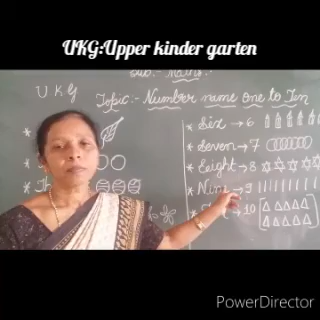 UKG:Upper kinder garten
Sub:- Maths:-
UKG
Topic:- Number name one to Ten
* Six → 6
* Seven → 7
* Eeight → 8
* Nine → 9
* → 10
PowerDirector